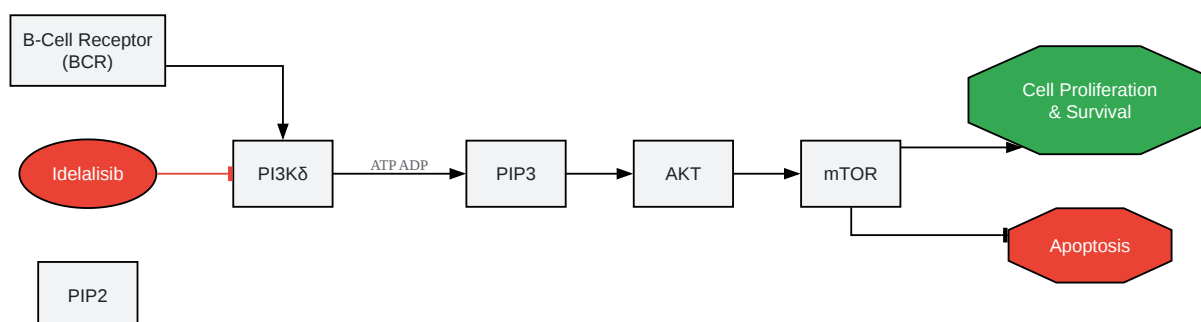 B-Cell Receptor
(BCR)
Cell Proliferation
& Survival
Idelalisib
PI3Kδ
ATP ADP
PIP3
AKT
mTOR
Apoptosis
PIP2